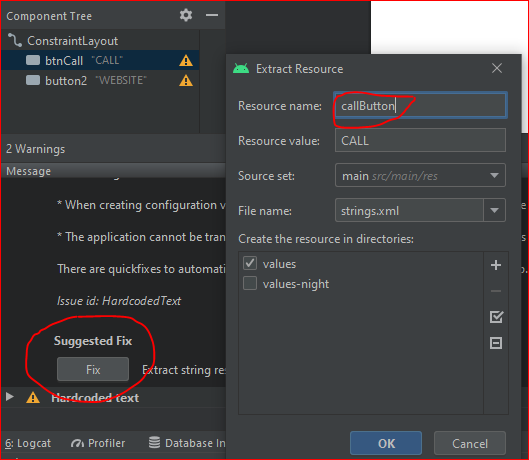 Component Tree
ConstraintLayout
btnCall "CALL"
button2 "WEBSITE"
2 Warnings
Message
* When creating configuration v
* The application cannot be tran
There are quickfixes to automati
Issue id: HardcodedText
Suggested Fix
Fix
Extract string res
Hardcoded text
6: Logcat
Profiler
Database In
Extract Resource
Resource name:
callButton
Resource value:
CALL
Source set:
main src/main/res
File name:
strings.xml
Create the resource in directories:
values
values-night
OK
Cancel